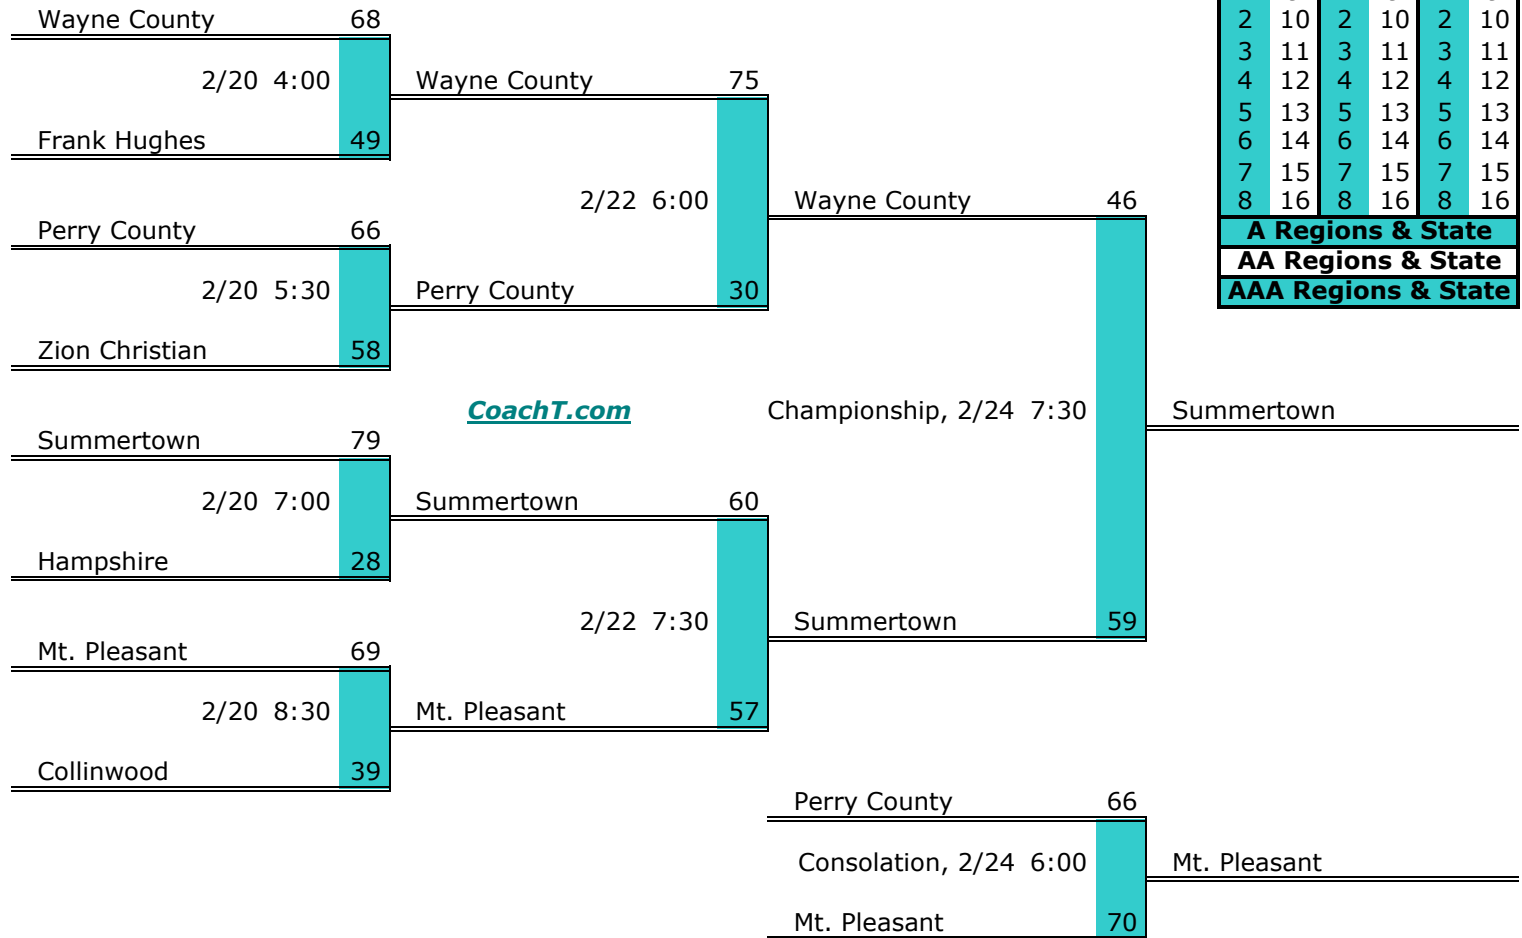 Wayne County 68
2 10 2 10 2 10
3 11 3 11 3 11
2/20 4:00 Wayne County 75 4 12 4 12 4 12
5 13 5 13 5 13
Frank Hughes 49 6 14 6 14 6 14
7 15 7 15 7 15
2/22 6:00 Wayne County 46 8 16 8 16 8 16
Perry County 66 A Regions & State
AA Regions & State
2/20 5:30 Perry County 30 AAA Regions & State
Zion Christian 58
CoachT.com Championship, 2/24 7:30 Summertown
Summertown 79
2/20 7:00 Summertown 60
Hampshire 28
2/22 7:30 Summertown 59
Mt. Pleasant 69
2/20 8:30 Mt. Pleasant 57
Collinwood 39
Perry County 66
Consolation, 2/24 6:00 Mt. Pleasant
Mt. Pleasant 70